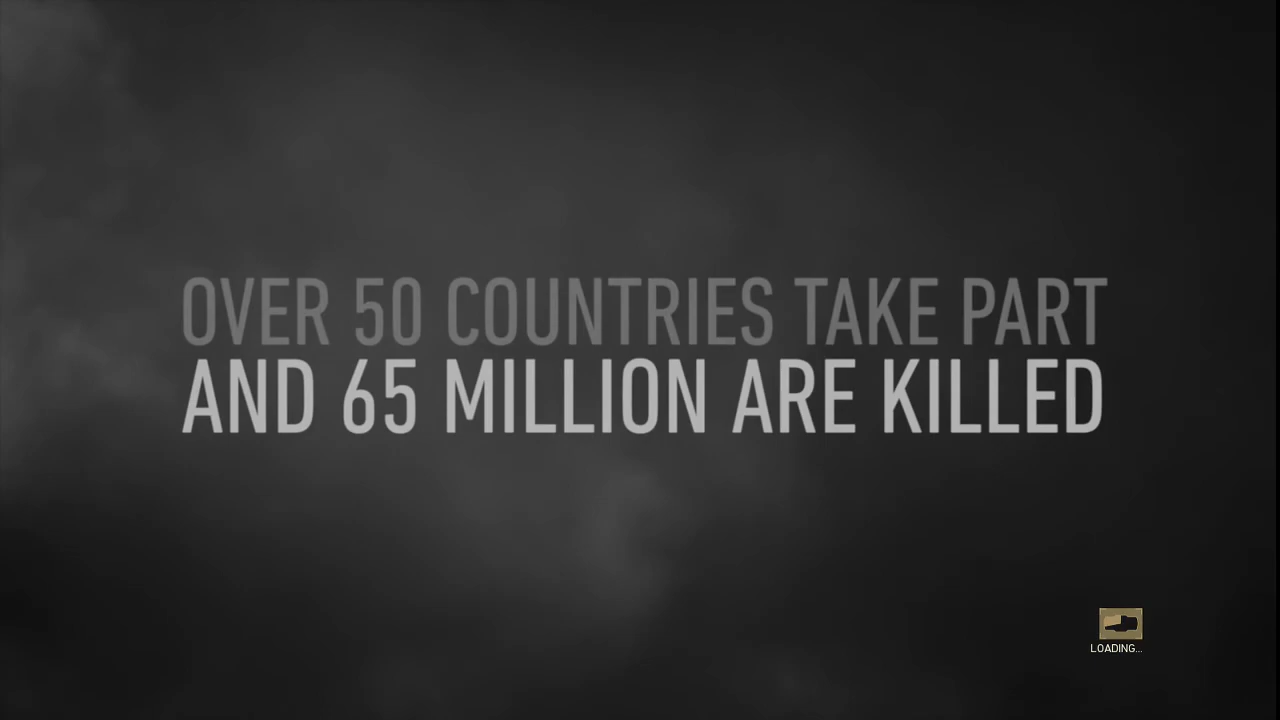 OVER 50 COUNTRIES TAKE PART
AND 65 MILLION ARE KILLED
LOADING...